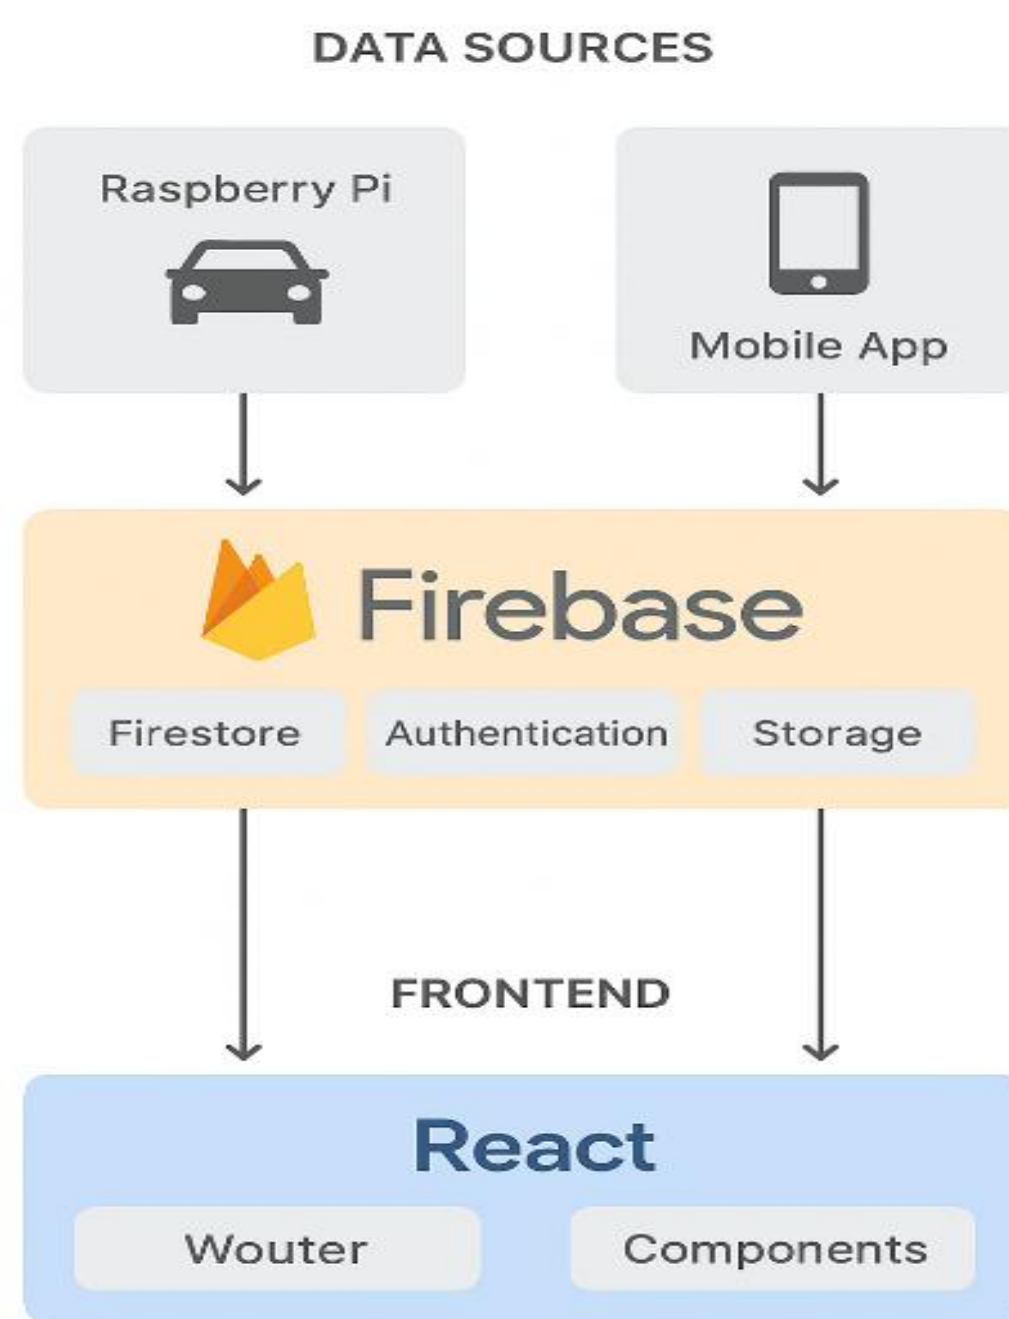 DATA SOURCES
Raspberry Pi
Mobile App
Firebase
Firestore
Authentication
Storage
FRONTEND
React
Wouter
Components